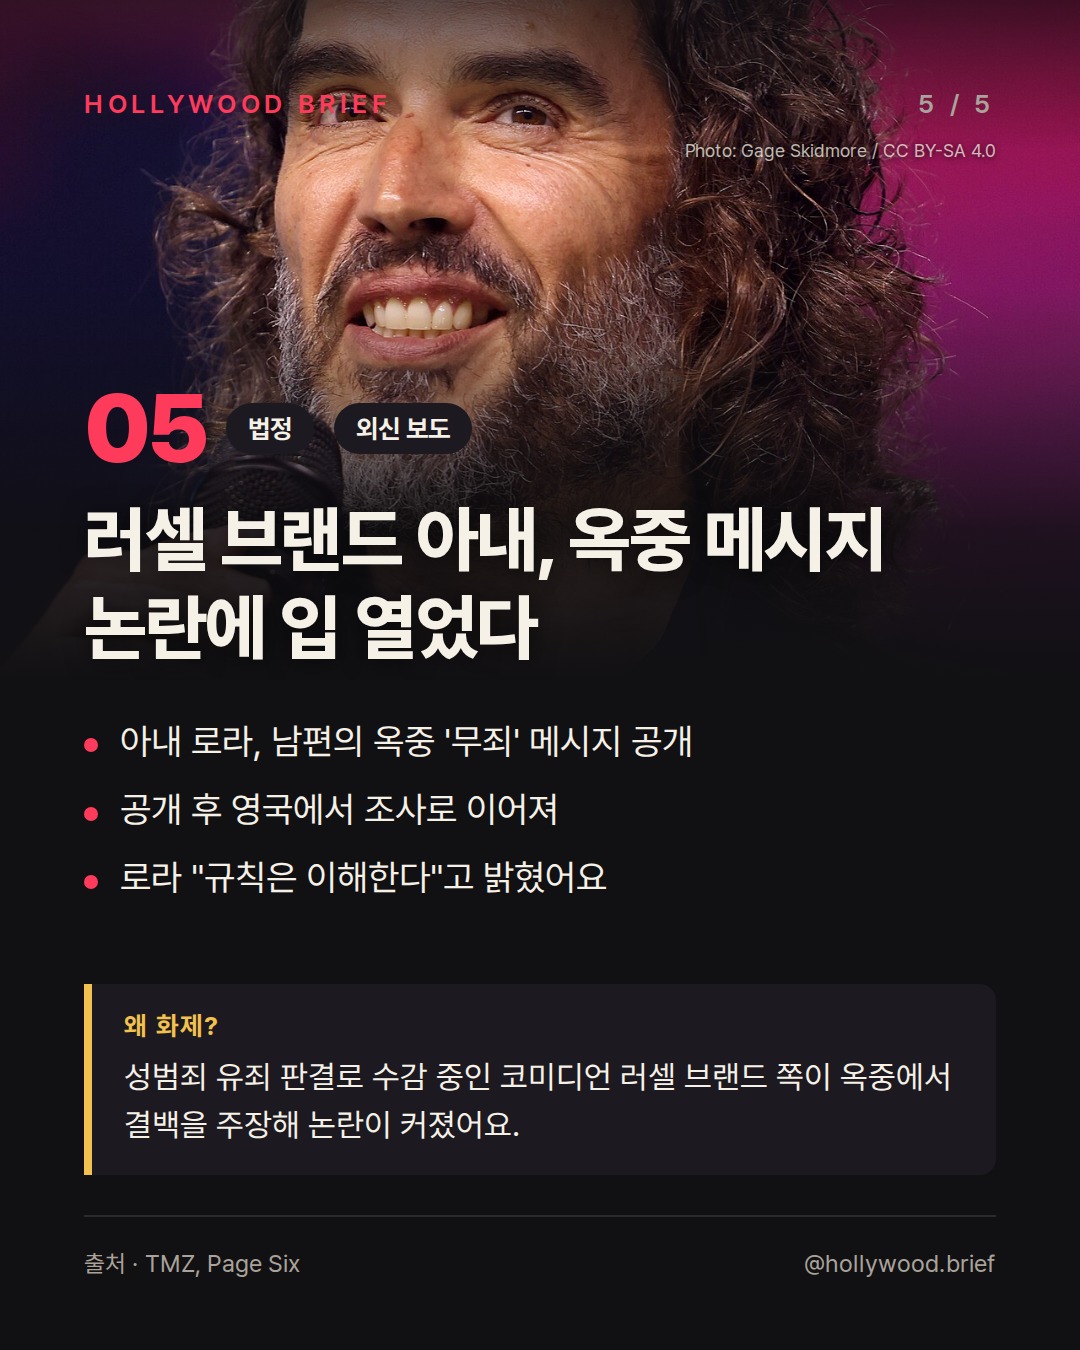 HOLLYWOOD BRIEF
5 / 5
Photo: Gage Skidmore / CC BY-SA 4.0
05
법정
외신 보도
러셀 브랜드 아내, 옥중 메시지
논란에 입 열었다
아내 로라, 남편의 옥중 '무죄' 메시지 공개
공개 후 영국에서 조사로 이어져
로라 "규칙은 이해한다"고 밝혔어요
왜 화제?
성범죄 유죄 판결로 수감 중인 코미디언 러셀 브랜드 쪽이 옥중에서
결백을 주장해 논란이 커졌어요.
출처 · TMZ, Page Six
@hollywood.brief